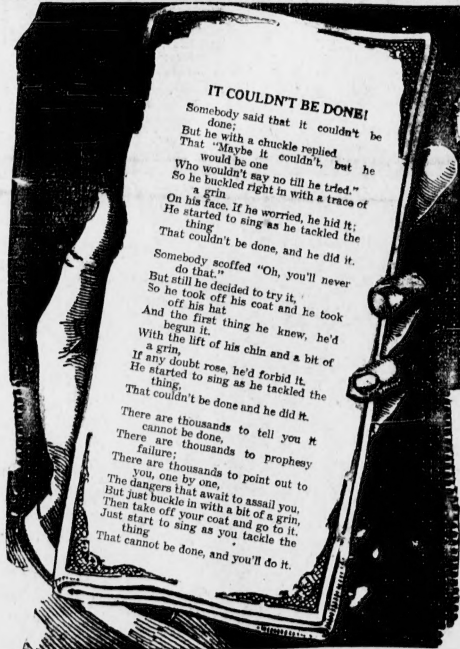 IT COULDN'T BE DONE!
Somebody said that it couldn't be
done;
But he with a chuckle replied
That "Maybe it couldn't, but he
would be one
Who wouldn't say no till he tried."
So he buckled right in with a trace of
a grin
On his face. If he worried, he hid it;
He started to sing as he tackled the
thing
That couldn't be done, and he did it.
Somebody scoffed "Oh, you'll never
do that."
But still he decided to try it,
So he took off his coat and he took
off his hat
And the first thing he knew, he'd
begun it.
With the lift of his chin and a bit of
a grin,
If any doubt rose, he'd forbid it.
He started to sing as he tackled the
thing,
That couldn't be done and he did it.
There are thousands to tell you it
cannot be done,
There are thousands to prophesy
failure;
There are thousands to point out to
you, one by one,
The dangers that await to assail you,
But just buckle in with a bit of a grin,
Then take off your coat and go to it.
Just start to sing as you tackle the
thing
That cannot be done, and you'll do it.